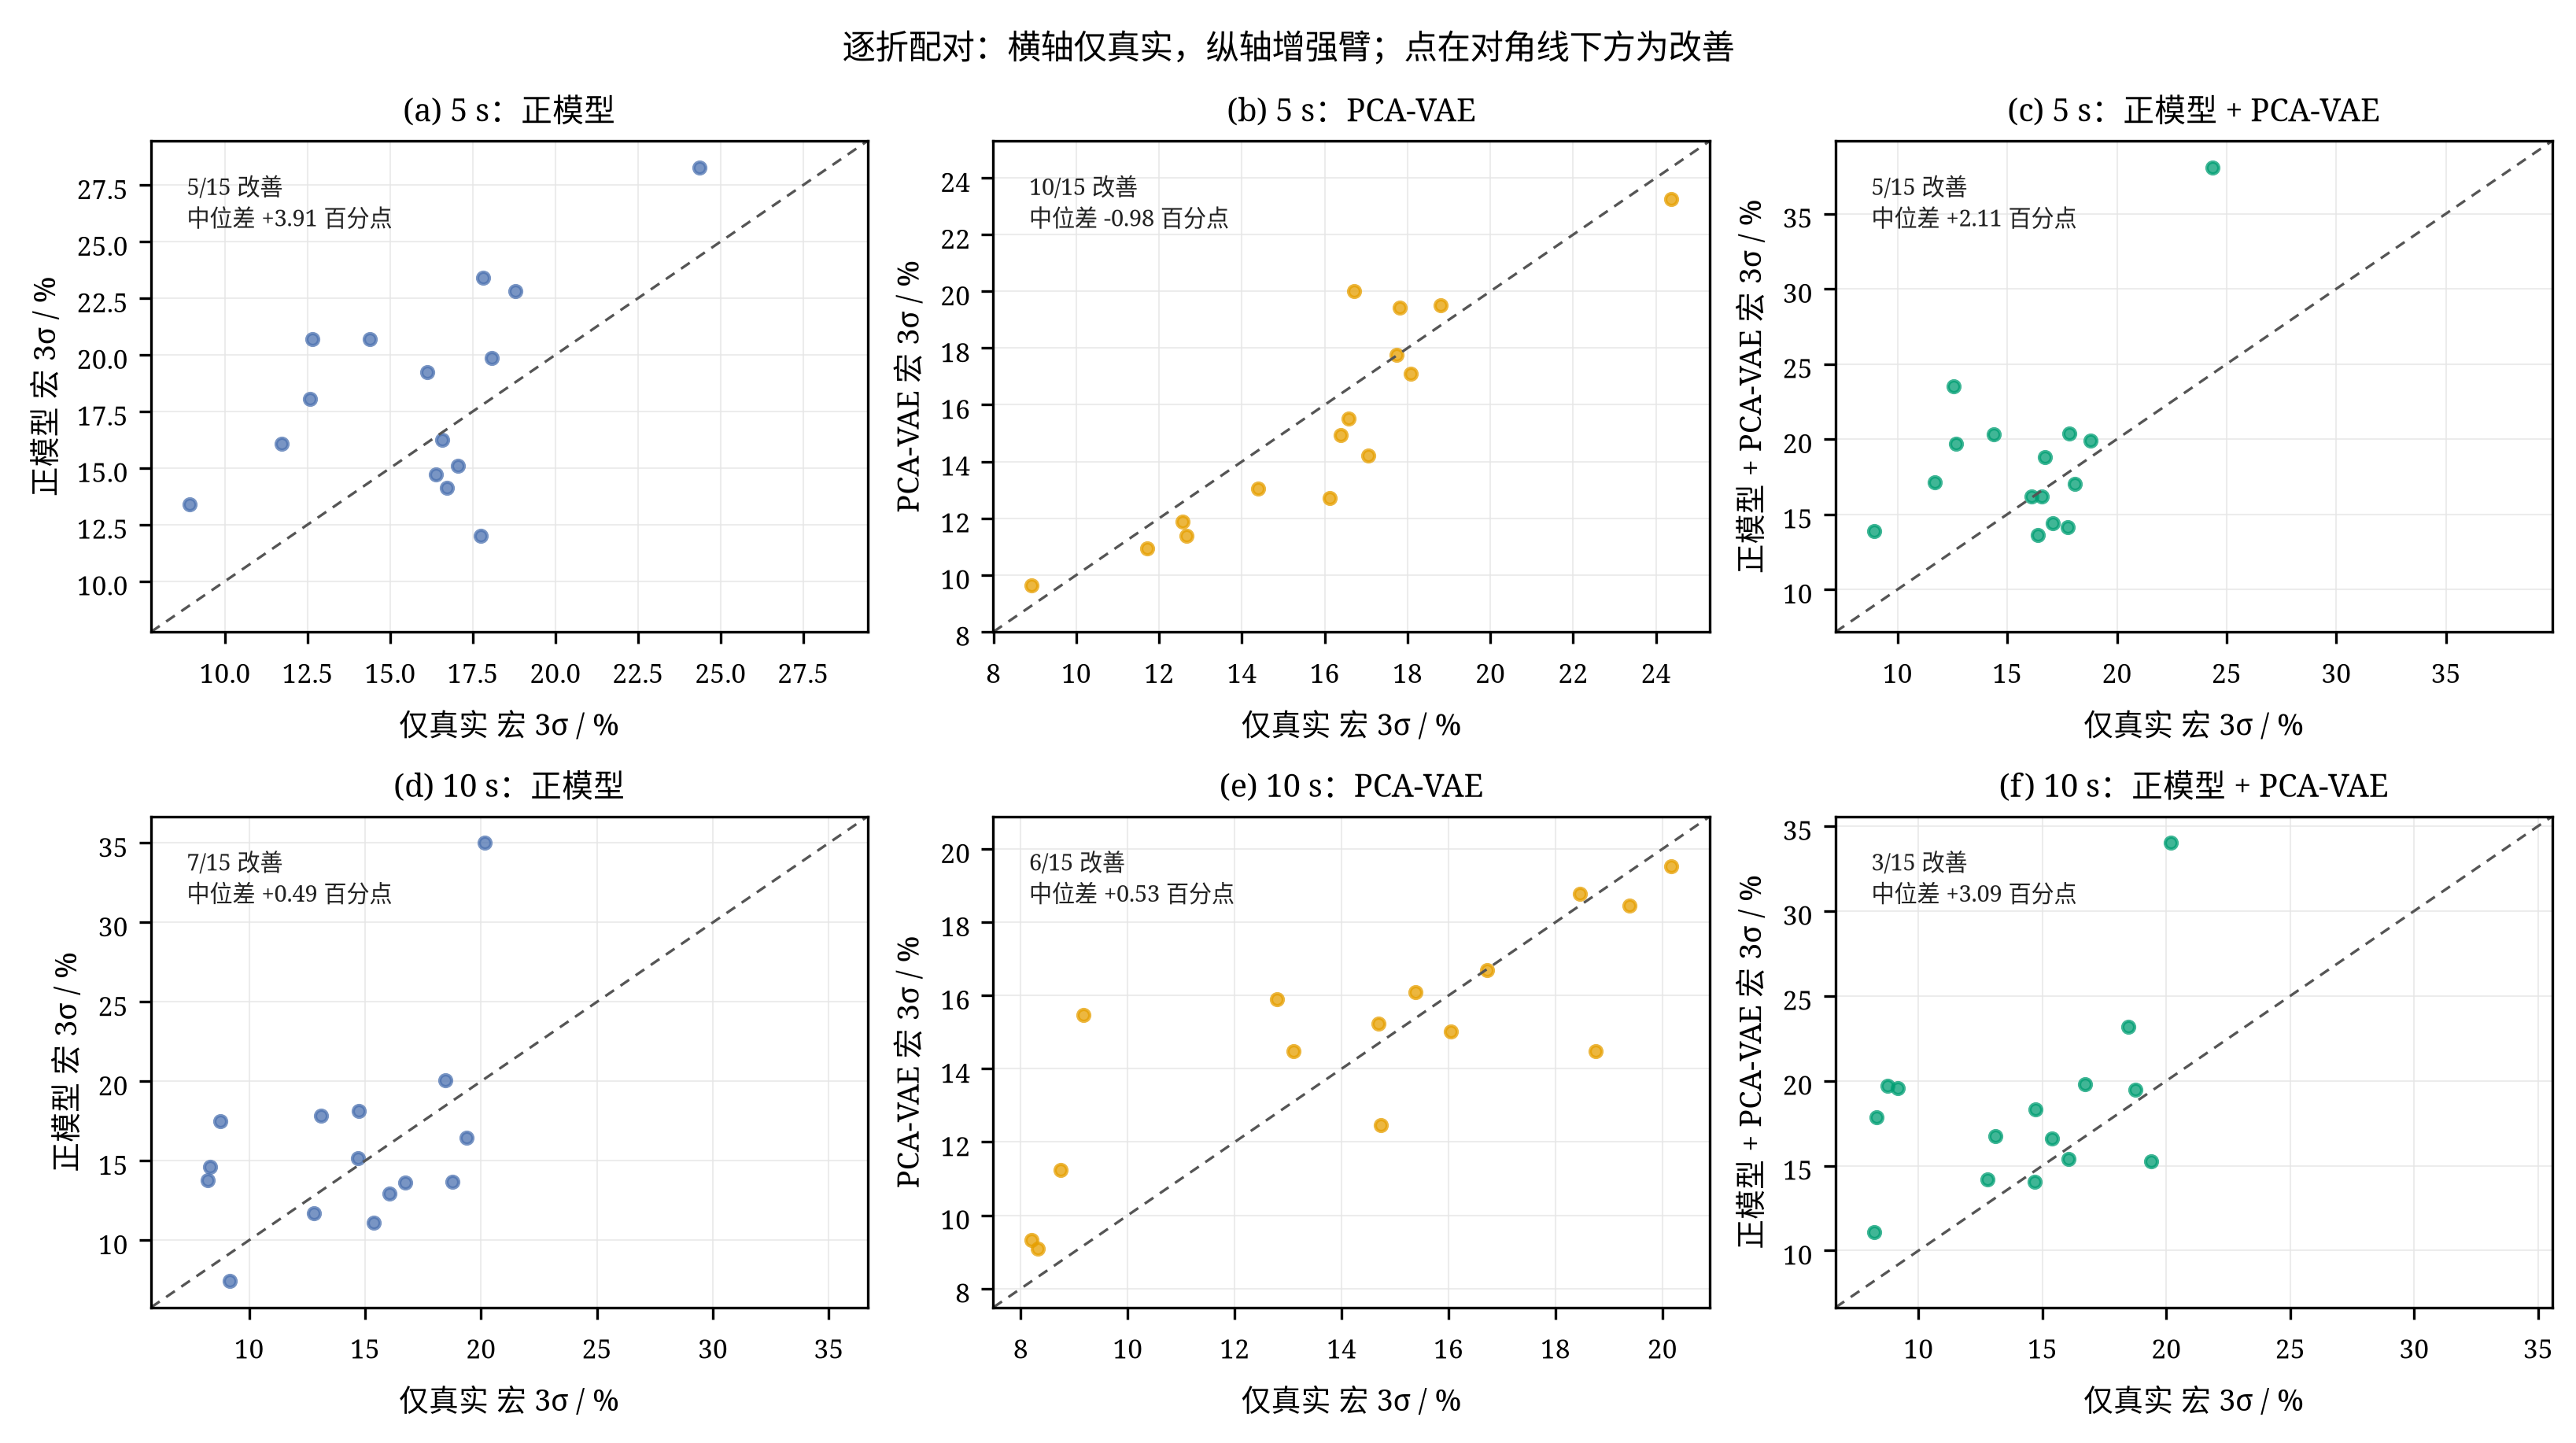 逐折配对：横轴仅真实，纵轴增强臂；点在对角线下方为改善
(a) 5 s：正模型
5/15 改善
中位差 +3.91 百分点
正模型 宏 3σ / %
27.5
25.0
22.5
20.0
17.5
15.0
12.5
10.0
10.0 12.5 15.0 17.5 20.0 22.5 25.0 27.5
仅真实 宏 3σ / %
(b) 5 s：PCA-VAE
10/15 改善
中位差 -0.98 百分点
PCA-VAE 宏 3σ / %
24
22
20
18
16
14
12
10
8
8 10 12 14 16 18 20 22 24
仅真实 宏 3σ / %
(c) 5 s：正模型 + PCA-VAE
5/15 改善
中位差 +2.11 百分点
正模型 + PCA-VAE 宏 3σ / %
35
30
25
20
15
10
10 15 20 25 30 35
仅真实 宏 3σ / %
(d) 10 s：正模型
7/15 改善
中位差 +0.49 百分点
正模型 宏 3σ / %
35
30
25
20
15
10
10 15 20 25 30 35
仅真实 宏 3σ / %
(e) 10 s：PCA-VAE
6/15 改善
中位差 +0.53 百分点
PCA-VAE 宏 3σ / %
20
18
16
14
12
10
8
8 10 12 14 16 18 20
仅真实 宏 3σ / %
(f) 10 s：正模型 + PCA-VAE
3/15 改善
中位差 +3.09 百分点
正模型 + PCA-VAE 宏 3σ / %
35
30
25
20
15
10
10 15 20 25 30 35
仅真实 宏 3σ / %